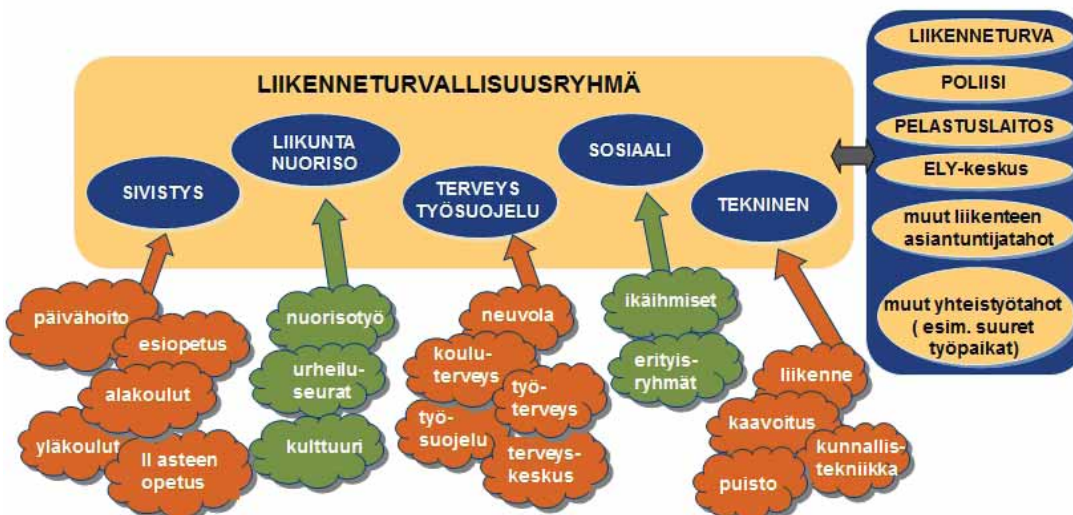 LIIKENNETURVALLISUUSRYHMÄ
SIVISTYS
LIIKUNTA
NUORISO
TERVEYS
TYÖSUOJELU
SOSIAALI
TEKNINEN
LIIKENNETURVA
POLIISI
PELASTUSLAITOS
ELY-keskus
muut liikenteen
asiantuntijatahot
muut yhteistyötahot
( esim. suuret
työpaikat)
päivähoito
esiopetus
alakoulut
yläkoulut
II asteen
opetus
nuorisotyö
urheilu-
seurat
kulttuuri
neuvola
koulu-
terveys
työ-
terveys
työ-
suojelu
terveys-
keskus
ikäihmiset
erityis-
ryhmät
liikenne
kaavoitus
kunnallis-
tekniikka
puisto